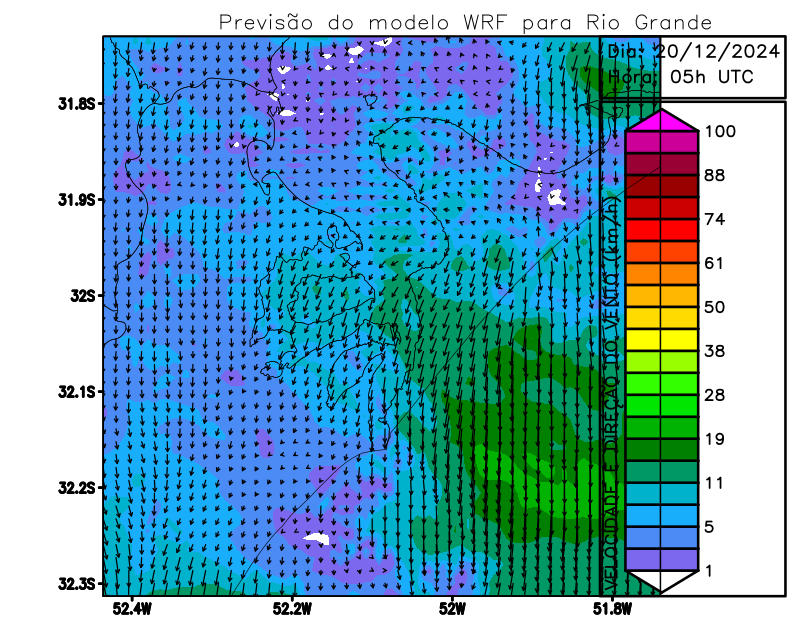 Previsão do modelo WRF para Rio Grande
Dia: 20/12/2024
Hora: 05h UTC
VELOCIDADE E DIREÇÃO DO VENTO (km/h)
100
88
74
61
50
38
28
19
11
5
1
31.8S
31.9S
32S
32.1S
32.2S
32.3S
52.4W
52.2W
52W
51.8W